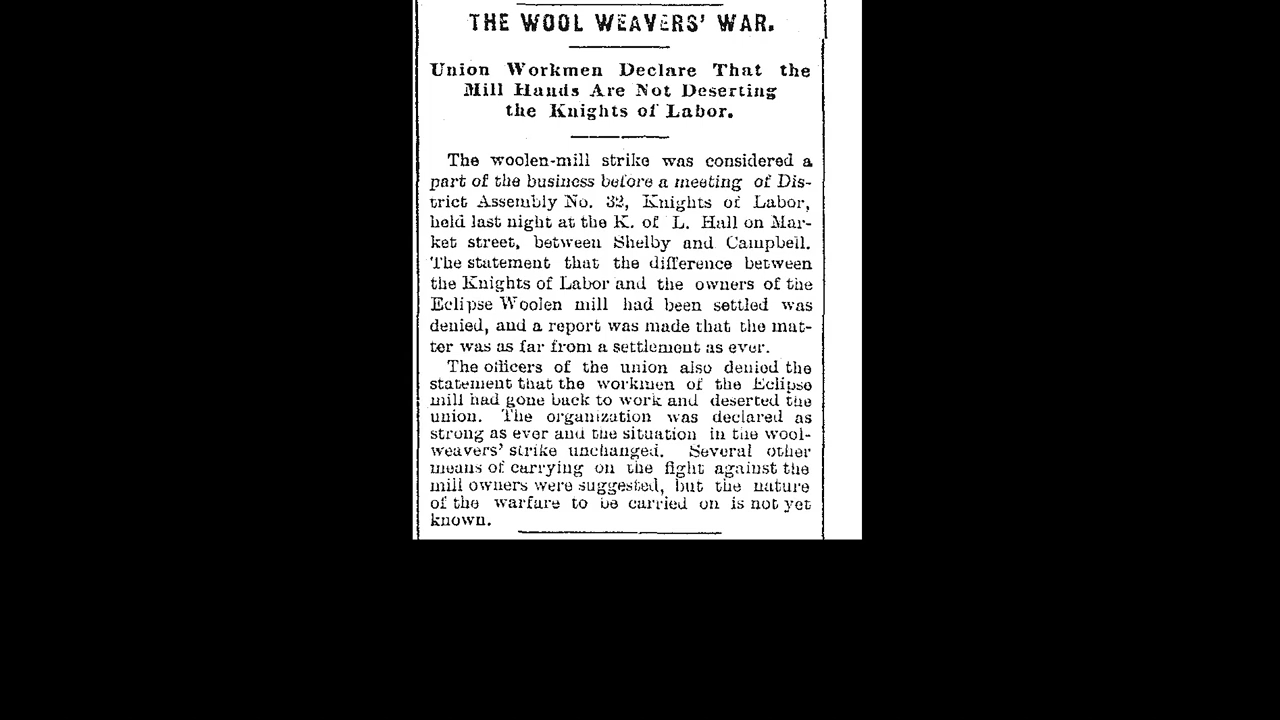 THE WOOL WEAVERS' WAR.
Union Workmen Declare That the
Mill Hands Are Not Deserting
the Knights of Labor.
The woolen-mill strike was considered a
part of the business before a meeting of Dis-
trict Assembly No. 32, Knights of Labor,
held last night at the K. of L. Hall on Mar-
ket street, between Shelby and Campbell.
The statement that the difference between
the Knights of Labor and the owners of the
Eclipse Woolen mill had been settled was
denied, and a report was made that the mat-
ter was as far from a settlement as ever.
The officers of the union also denied the
statement that the workmen of the Eclipse
mill had gone back to work and deserted the
union. The organization was declared as
strong as ever and the situation in the wool-
weavers' strike unchanged. Several other
means of carrying on the fight against the
mill owners were suggested, but the nature
of the warfare to be carried on is not yet
known.